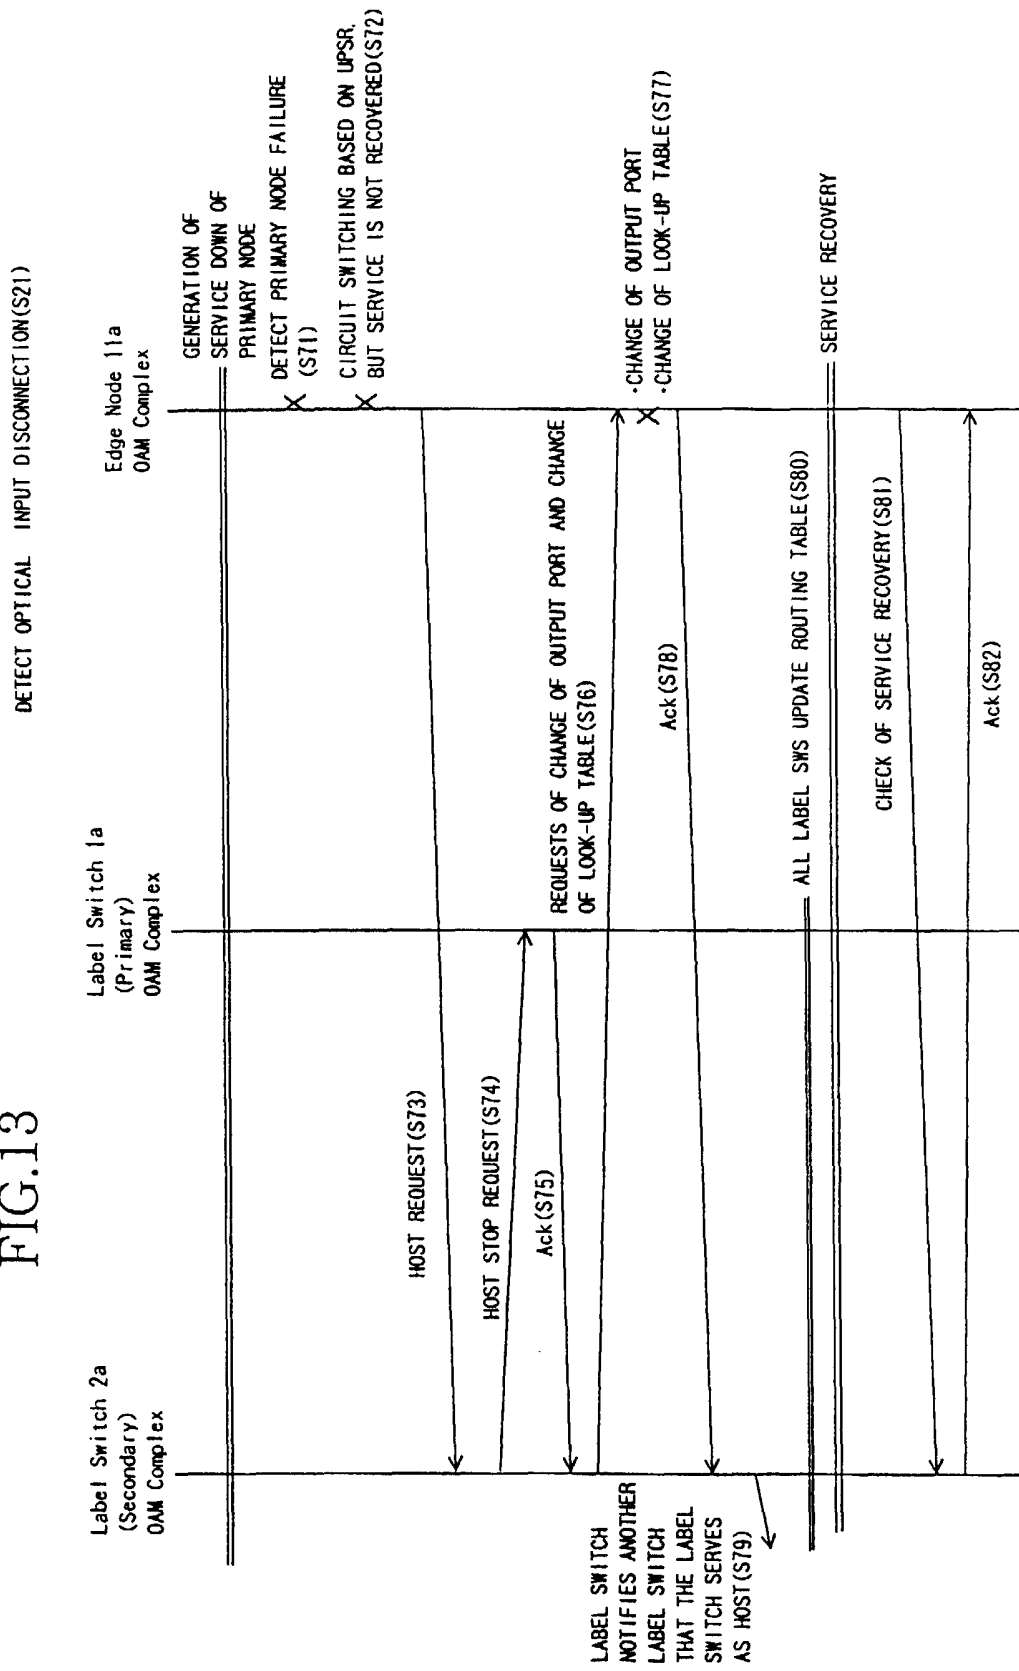 FIG.13
DETECT OPTICAL INPUT DISCONNECTION(S21)
Label Switch 2a
(Secondary)
OAM Complex
Label Switch 1a
(Primary)
OAM Complex
Edge Node 11a
OAM Complex
GENERATION OF
SERVICE DOWN OF
PRIMARY NODE
DETECT PRIMARY NODE FAILURE
(S71)
CIRCUIT SWITCHING BASED ON UPSR,
BUT SERVICE IS NOT RECOVERED(S72)
HOST REQUEST(S73)
HOST STOP REQUEST(S74)
Ack(S75)
REQUESTS OF CHANGE OF OUTPUT PORT AND CHANGE
OF LOOK-UP TABLE(S76)
·CHANGE OF OUTPUT PORT
·CHANGE OF LOOK-UP TABLE(S77)
Ack(S78)
LABEL SWITCH
NOTIFIES ANOTHER
LABEL SWITCH
THAT THE LABEL
SWITCH SERVES
AS HOST(S79)
ALL LABEL SWS UPDATE ROUTING TABLE(S80)
SERVICE RECOVERY
CHECK OF SERVICE RECOVERY(S81)
Ack(S82)